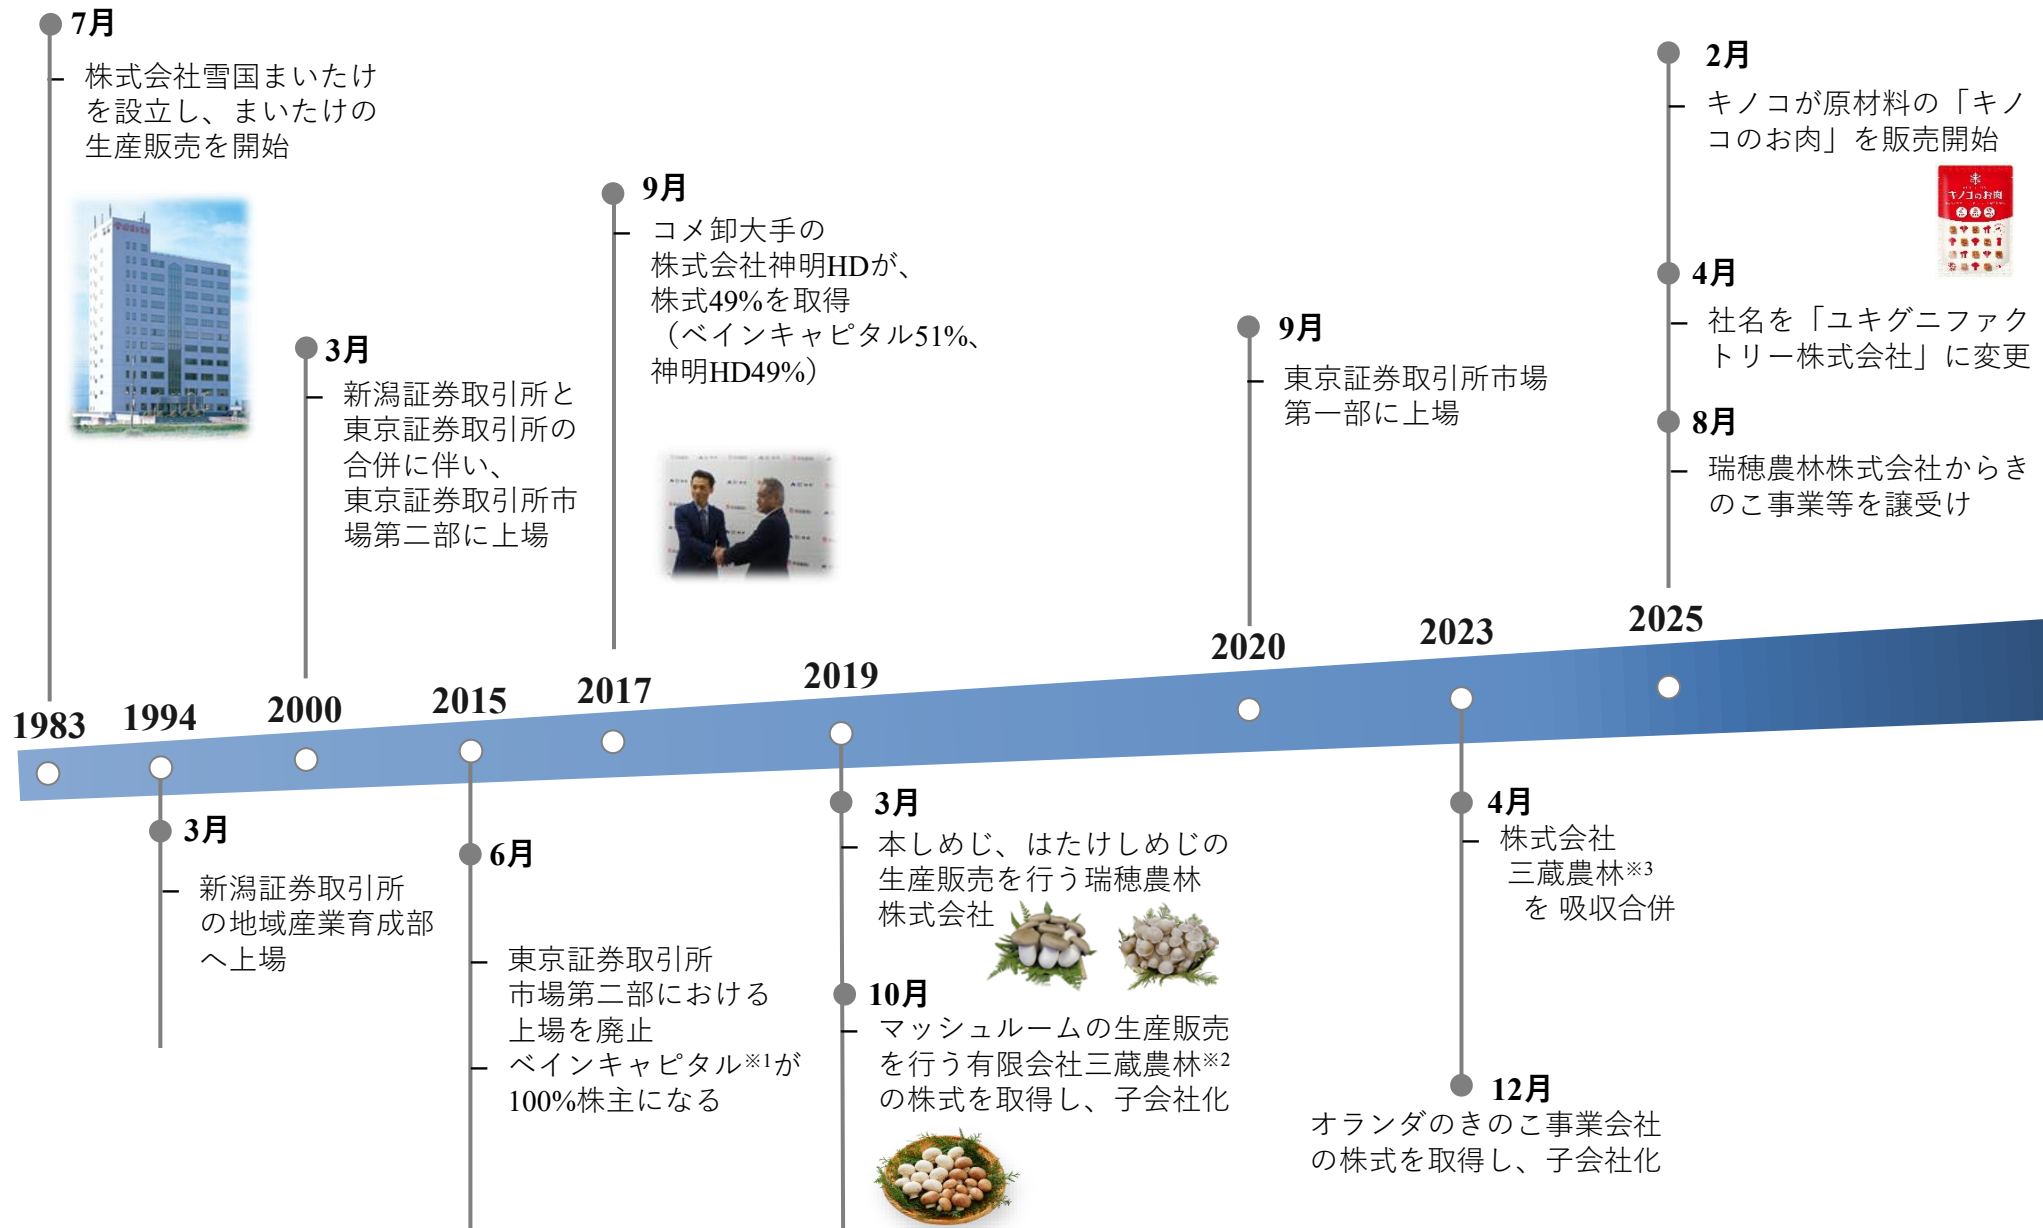 7月
株式会社雪国まいたけ
を設立し、まいたけの
生産販売を開始
3月
新潟証券取引所と
東京証券取引所の
合併に伴い、
東京証券取引所市
場第二部に上場
9月
コメ卸大手の
株式会社神明HDが、
株式49%を取得
（ベインキャピタル51%、
神明HD49%）
9月
東京証券取引所市場
第一部に上場
2月
キノコが原材料の「キノ
コのお肉」を販売開始
キノコのお肉
4月
社名を「ユキグニファク
トリー株式会社」に変更
8月
瑞穂農林株式会社からき
のこ事業等を譲受け
1983
1994
2000
2015
2017
2019
2020
2023
2025
3月
新潟証券取引所
の地域産業育成部
へ上場
6月
東京証券取引所
市場第二部における
上場を廃止
ベインキャピタル※1が
100%株主になる
3月
本しめじ、はたけしめじの
生産販売を行う瑞穂農林
株式会社
10月
マッシュルームの生産販売
を行う有限会社三蔵農林※2
の株式を取得し、子会社化
4月
株式会社
三蔵農林※3
を 吸収合併
12月
オランダのきのこ事業会社
の株式を取得し、子会社化